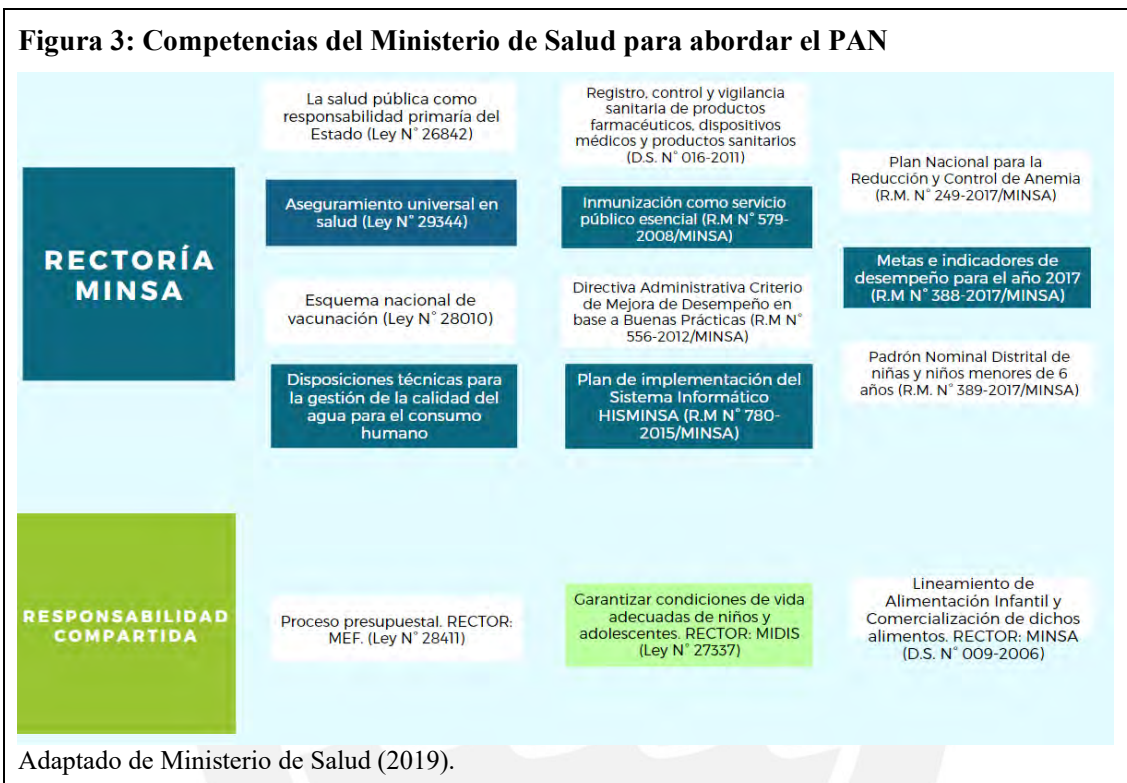 Figura 3: Competencias del Ministerio de Salud para abordar el PAN
RECTORÍA
MINSA
La salud pública como
responsabilidad primaría del
Estado (Ley N° 26842)
Aseguramiento universal en
salud (Ley N° 29344)
Esquema nacional de
vacunación (Ley N° 28010)
Disposiciones técnicas para
la gestión de la calidad del
agua para el consumo
humano
Registro, control y vigilancia
sanitaria de productos
farmacéuticos, dispositivos
médicos y productos sanitarios
(D.S. N° 016-2011)
Inmunización como servicio
público esencial (R.M N° 579-
2008/MINSA)
Directiva Administrativa Criterio
de Mejora de Desempeño en
base a Buenas Prácticas (R.M N°
556-2012/MINSA)
Plan de implementación del
Sistema Informático
HISMINSA (R.M N° 780-
2015/MINSA)
Plan Nacional para la
Reducción y Control de Anemia
(R.M. N° 249-2017/MINSA)
Metas e indicadores de
desempeño para el año 2017
(R.M N° 388-2017/MINSA)
Padrón Nominal Distrital de
niñas y niños menores de 6
años (R.M. N° 389-2017/MINSA)
RESPONSABILIDAD
COMPARTIDA
Proceso presupuestal. RECTOR:
MEF. (Ley N° 28411)
Garantizar condiciones de vida
adecuadas de niños y
adolescentes. RECTOR: MIDIS
(Ley N° 27337)
Lineamiento de
Alimentación Infantil y
Comercialización de dichos
alimentos. RECTOR: MINSA
(D.S. N° 009-2006)
Adaptado de Ministerio de Salud (2019).